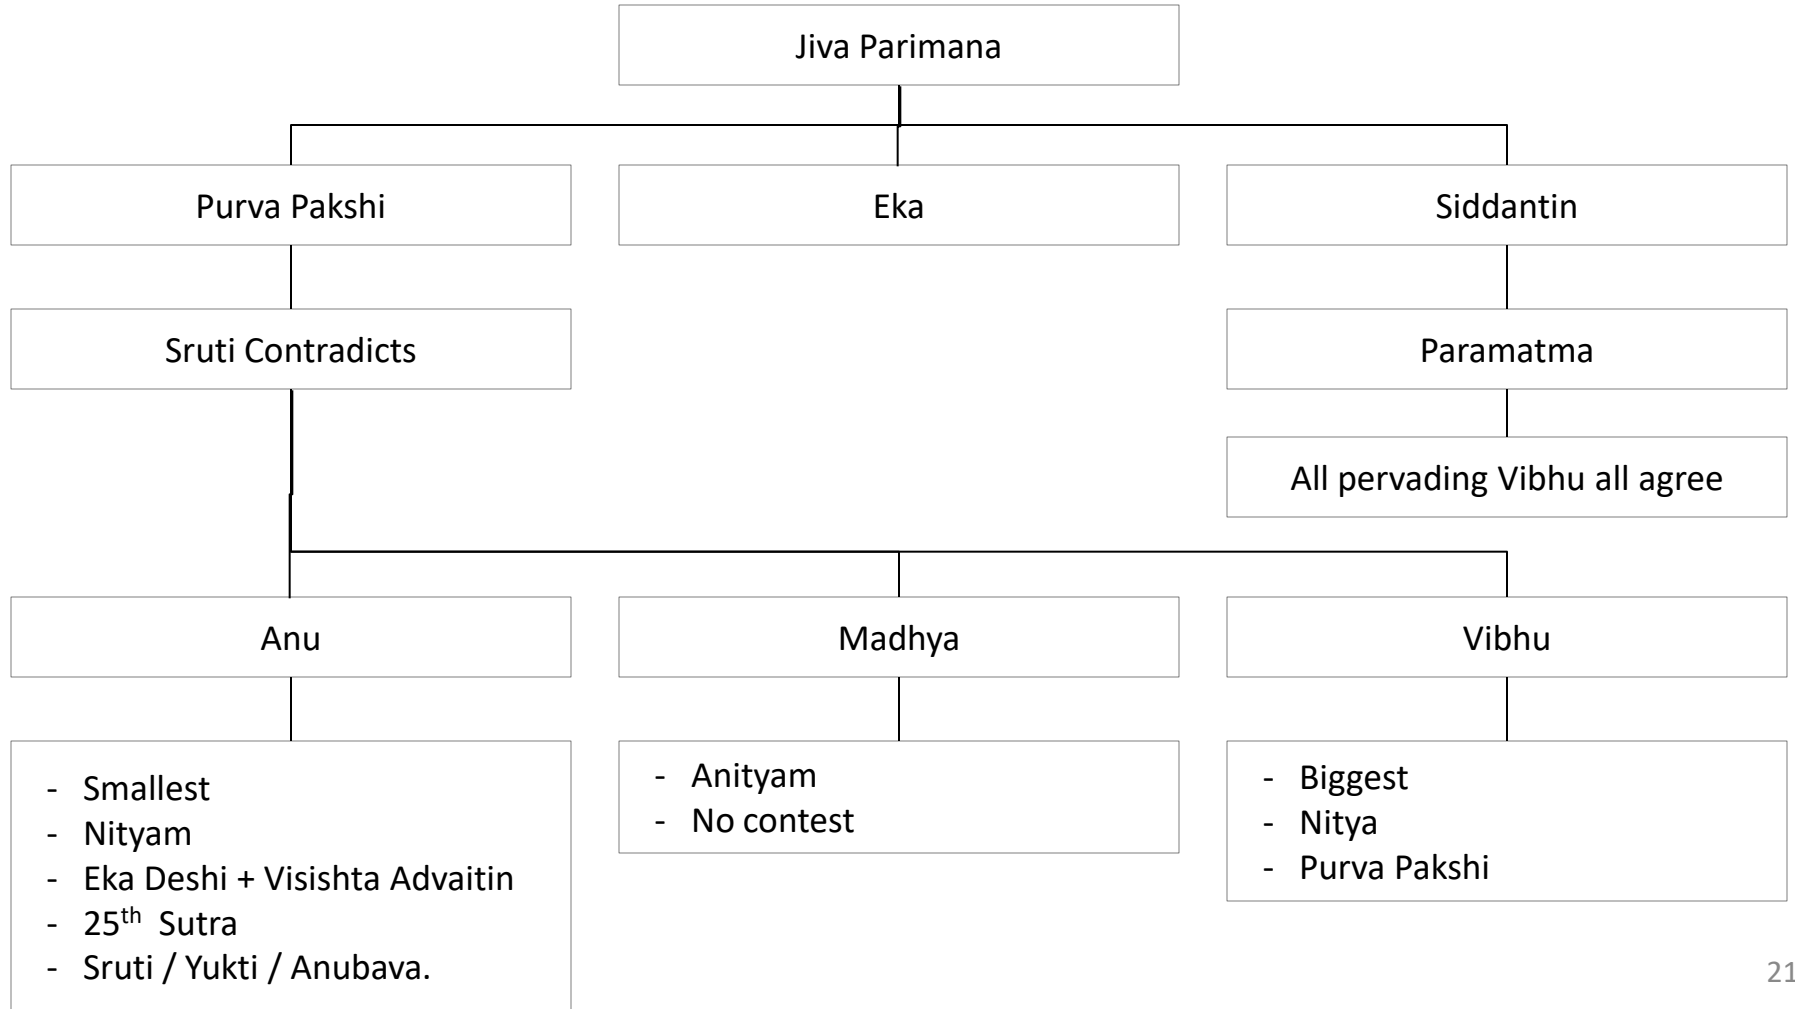 Jiva Parimana
Purva Pakshi
Eka
Siddantin
Sruti Contradicts
Paramatma
All pervading Vibhu all agree
Anu
Madhya
Vibhu
- Smallest
- Nityam
- Eka Deshi + Visishta Advaitin
- 25th Sutra
- Sruti / Yukti / Anubava.
- Anityam
- No contest
- Biggest
- Nitya
- Purva Pakshi
21